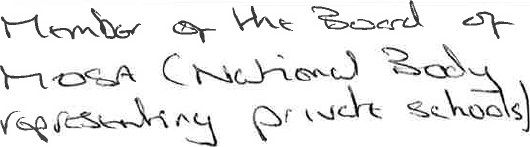 Member of the Board of
MOSA (National Body
representing private schools)